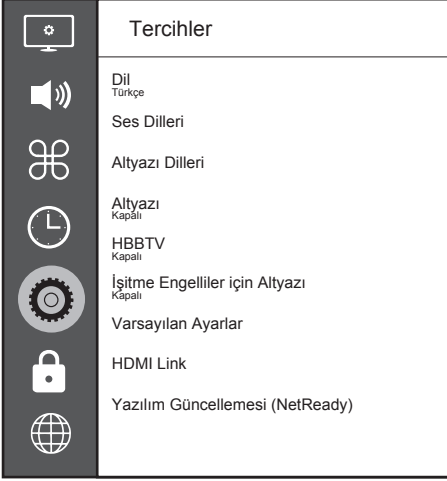 Tercihler
Dil
Türkçe
Ses Dilleri
Altyazı Dilleri
Altyazı
Kapalı
HBBTV
Kapalı
İşitme Engelliler için Altyazı
Kapalı
Varsayılan Ayarlar
HDMI Link
Yazılım Güncellemesi (NetReady)